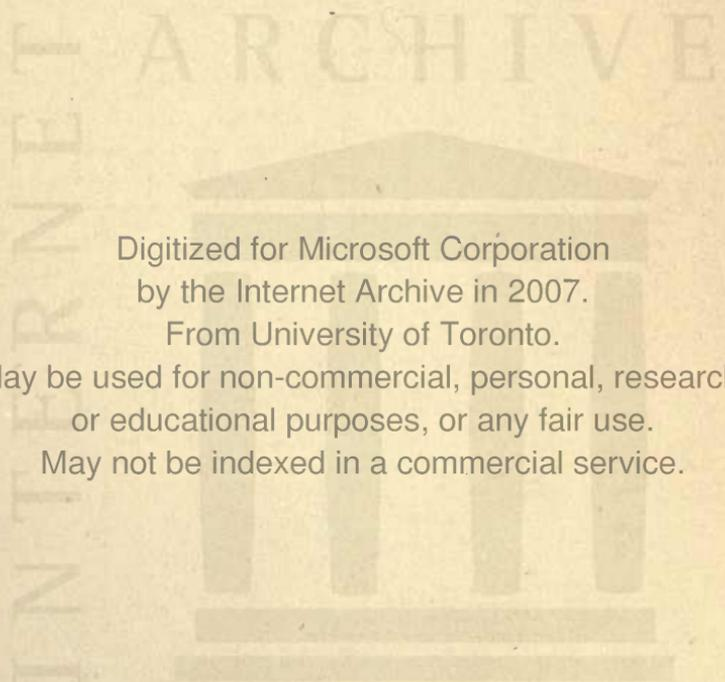 ARCHIVE
INTERNET
Digitized for Microsoft Corporation
by the Internet Archive in 2007.
From University of Toronto.
ay be used for non-commercial, personal, researc
or educational purposes, or any fair use.
May not be indexed in a commercial service.